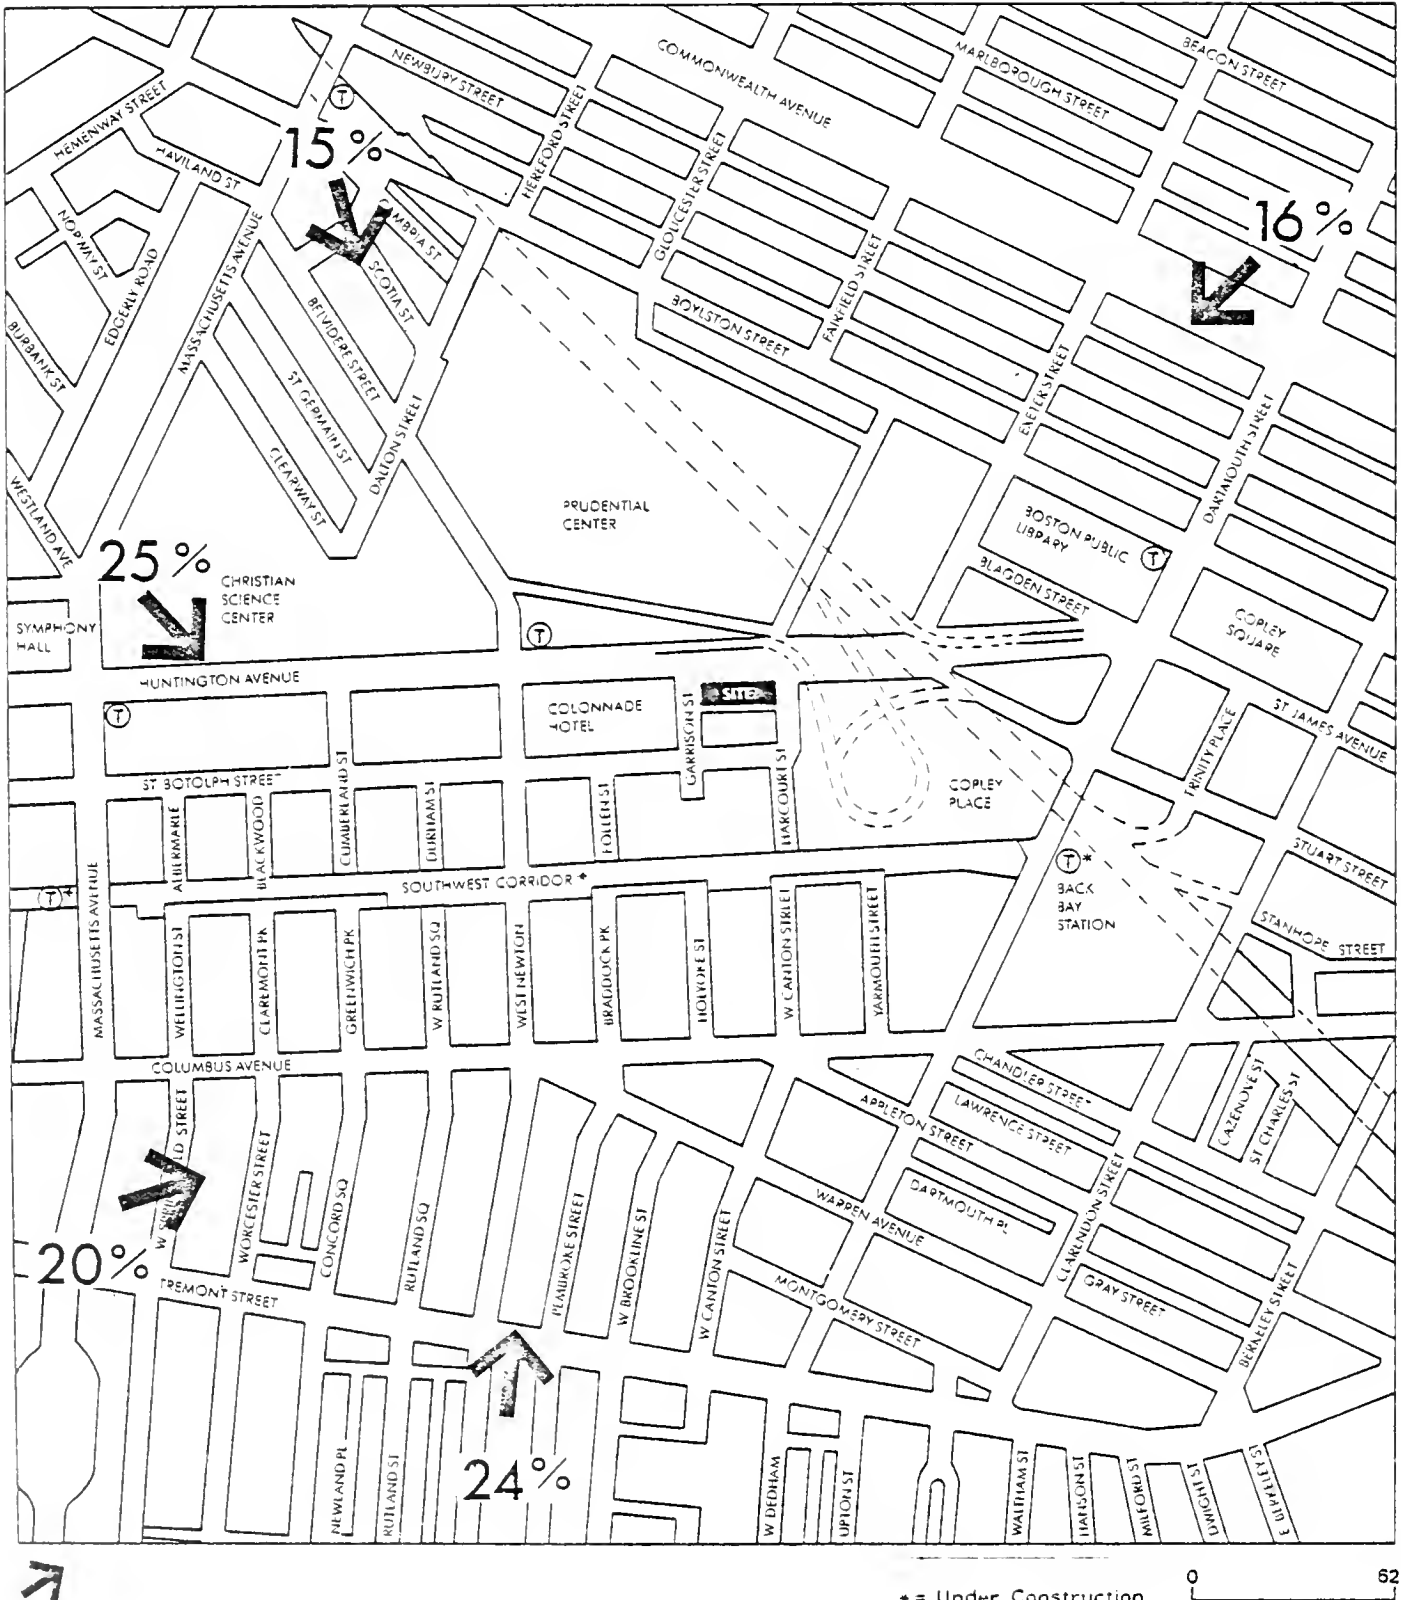 BEACON STREET
MARLBOROUGH STREET
COMMONWEALTH AVENUE
NEWBURY STREET
HEMENWAY STREET
T
15%
HAVILAND ST
HEREFORD STREET
GLOUCESTER STREET
16%
NORWAY ST
EDGERLY ROAD
MASSACHUSETTS AVENUE
CAMBRIA ST
SCOTIA ST
BELVIDERE STREET
FAIRFIELD STREET
BOYLSTON STREET
BURBANK ST
ST GERMAIN ST
DALTON STREET
EXETER STREET
DARTMOUTH STREET
CLEARWAY ST
WESTLAND AVE
PRUDENTIAL
CENTER
BOSTON PUBLIC
LIBRARY
T
BLAGDEN STREET
25%
CHRISTIAN
SCIENCE
CENTER
SYMPHONY
HALL
T
COPLEY
SQUARE
HUNTINGTON AVENUE
T
COLONNADE
HOTEL
GARRISON ST
SITE
HARCOURT ST
ST JAMES AVENUE
TRINITY PLACE
ST BOTOLPH STREET
COPLEY
PLACE
ALBERMARLE
BLACKWOOD
CUMBERLAND ST
DURHAM ST
FOLLEN ST
STUART STREET
SOUTHWEST CORRIDOR *
T *
T *
BACK
BAY
STATION
STANHOPE STREET
MASSACHUSETTS AVENUE
WELLINGTON ST
CLAREMONT PK
GREENWICH PK
W RUTLAND SQ
WEST NEWTON
BRADDOCK PK
HOLYOKE ST
W CANTON STREET
YARMOUTH STREET
COLUMBUS AVENUE
CHANDLER STREET
LAWRENCE STREET
APPLETON STREET
CAZENOVE ST
ST CHARLES ST
DARTMOUTH PL
WARREN AVENUE
CLARENDON STREET
GRAY STREET
MONTGOMERY STREET
BERKELEY STREET
STREET
WORCESTER STREET
CONCORD SQ
RUTLAND SQ
PEMBROKE STREET
W BROOKLINE ST
W CANTON STREET
20%
TREMONT STREET
24%
NEWLAND PL
RUTLAND ST
W DEDHAM
UPTON ST
WALTHAM ST
HANSON ST
MILFORD ST
DWIGHT ST
E BERKELEY ST
* = Under Construction
0 62